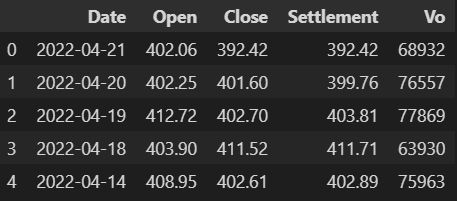 Date Open Close Settlement Vo
0 2022-04-21 402.06 392.42 392.42 68932
1 2022-04-20 402.25 401.60 399.76 76557
2 2022-04-19 412.72 402.70 403.81 77869
3 2022-04-18 403.90 411.52 411.71 63930
4 2022-04-14 408.95 402.61 402.89 75963